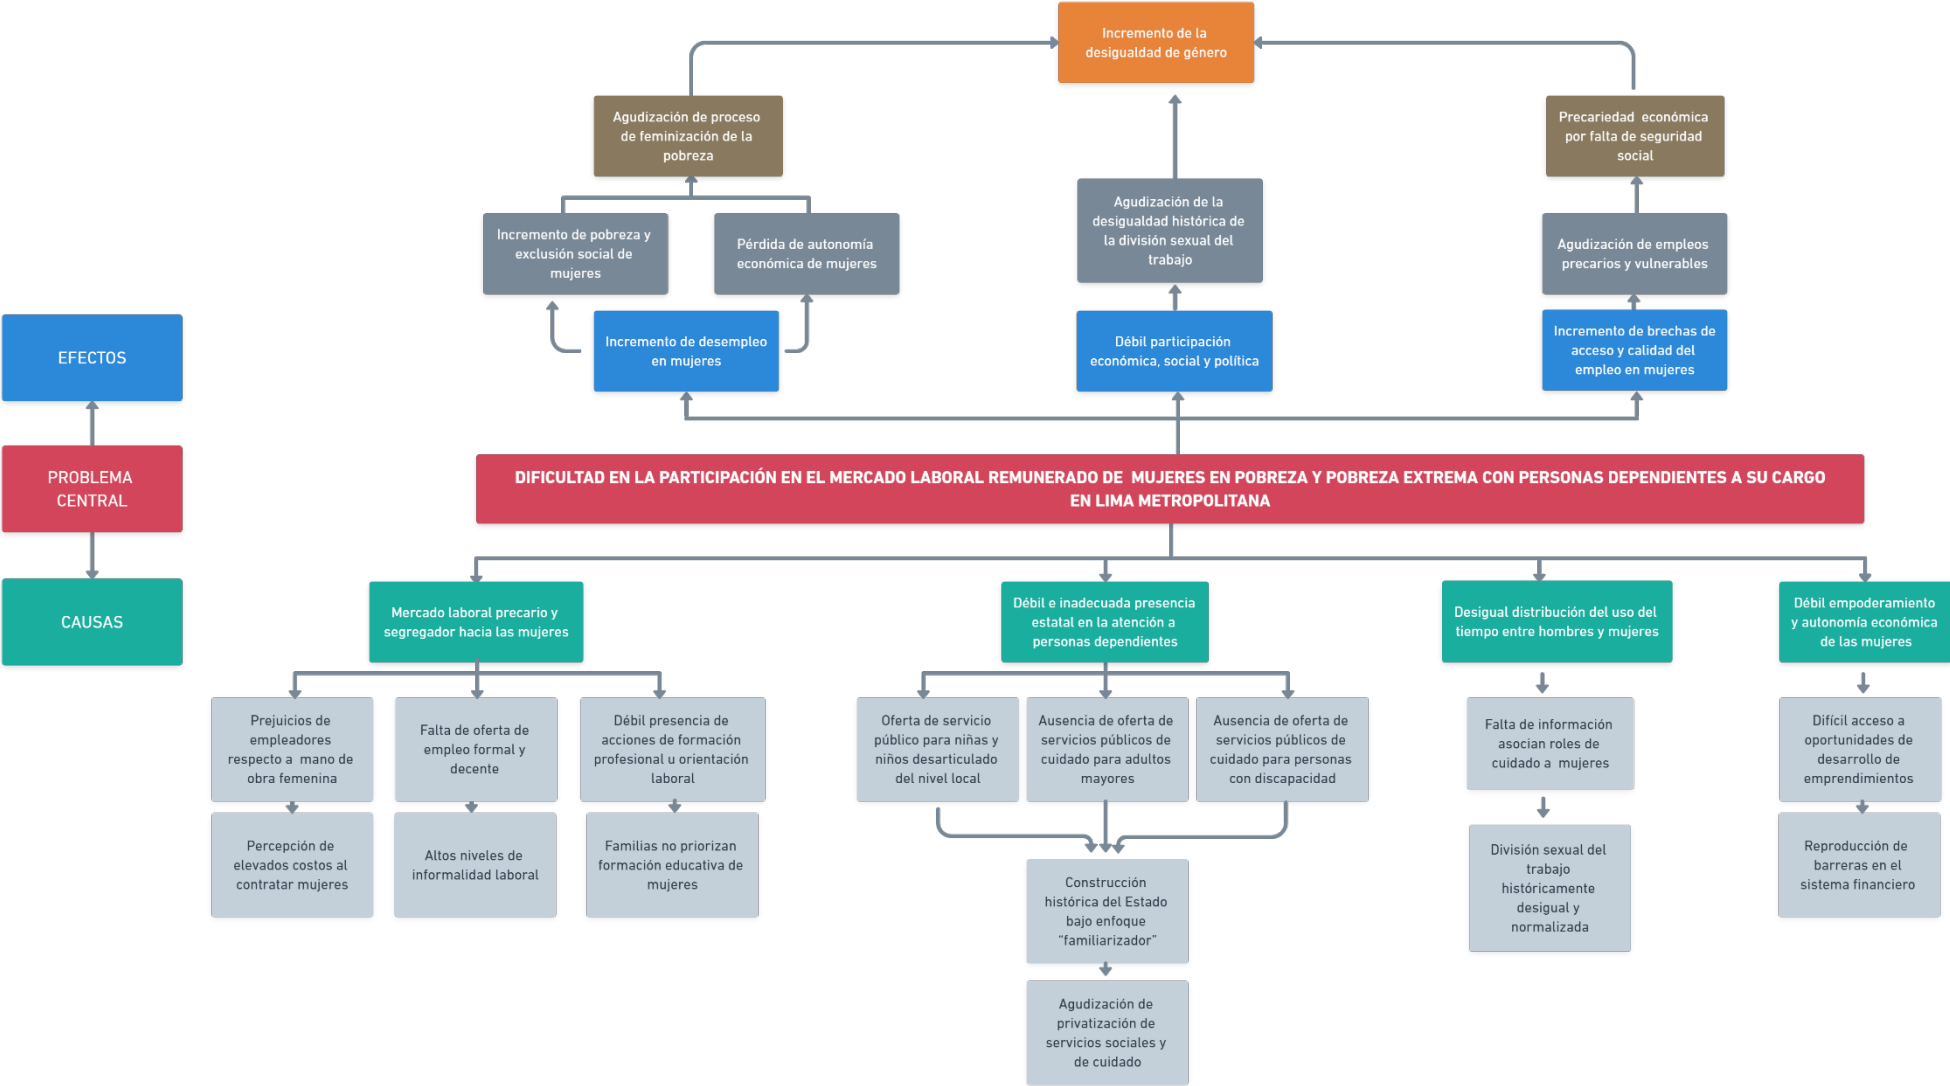 Incremento de la
desigualdad de género
Agudización de proceso
de feminización de la
pobreza
Precariedad económica
por falta de seguridad
social
Incremento de pobreza y
exclusión social de
mujeres
Pérdida de autonomía
económica de mujeres
Agudización de la
desigualdad histórica de
la división sexual del
trabajo
Agudización de empleos
precarios y vulnerables
EFECTOS
Incremento de desempleo
en mujeres
Débil participación
económica, social y política
Incremento de brechas de
acceso y calidad del
empleo en mujeres
PROBLEMA
CENTRAL
DIFICULTAD EN LA PARTICIPACIÓN EN EL MERCADO LABORAL REMUNERADO DE MUJERES EN POBREZA Y POBREZA EXTREMA CON PERSONAS DEPENDIENTES A SU CARGO
EN LIMA METROPOLITANA
CAUSAS
Mercado laboral precario y
segregador hacia las mujeres
Débil e inadecuada presencia
estatal en la atención a
personas dependientes
Desigual distribución del uso del
tiempo entre hombres y mujeres
Débil empoderamiento
y autonomía económica
de las mujeres
Prejuicios de
empleadores
respecto a mano de
obra femenina
Falta de oferta de
empleo formal y
decente
Débil presencia de
acciones de formación
profesional u orientación
laboral
Oferta de servicio
público para niñas y
niños desarticulado
del nivel local
Ausencia de oferta de
servicios públicos de
cuidado para adultos
mayores
Ausencia de oferta de
servicios públicos de
cuidado para personas
con discapacidad
Falta de información
asocian roles de
cuidado a mujeres
Difícil acceso a
oportunidades de
desarrollo de
emprendimientos
Percepción de
elevados costos al
contratar mujeres
Altos niveles de
informalidad laboral
Familias no priorizan
formación educativa de
mujeres
Construcción
histórica del Estado
bajo enfoque
“familiarizador”
División sexual del
trabajo
históricamente
desigual y
normalizada
Reproducción de
barreras en el
sistema financiero
Agudización de
privatización de
servicios sociales y
de cuidado